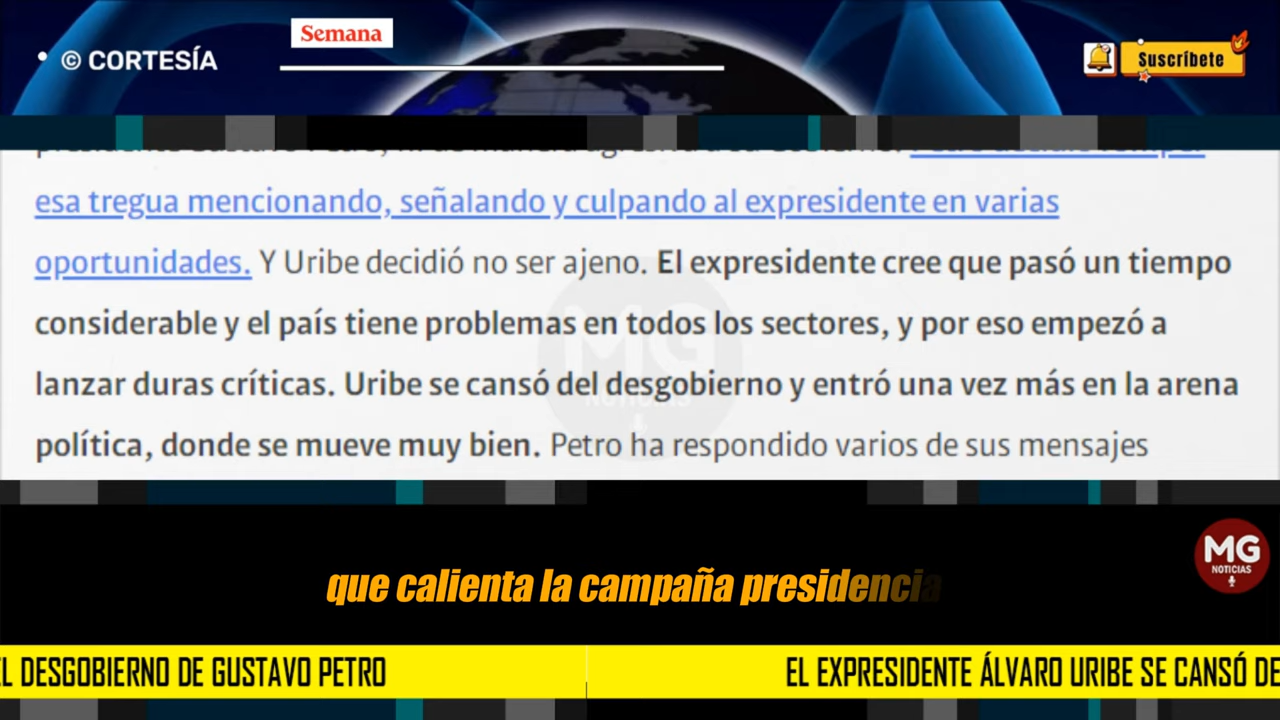 Semana
© CORTESÍA
Suscríbete
esa tregua mencionando, señalando y culpando al expresidente en varias
oportunidades. Y Uribe decidió no ser ajeno. El expresidente cree que pasó un tiempo
considerable y el país tiene problemas en todos los sectores, y por eso empezó a
lanzar duras críticas. Uribe se cansó del desgobierno y entró una vez más en la arena
política, donde se mueve muy bien. Petro ha respondido varios de sus mensajes
MG
NOTICIAS
que calienta la campaña presidencia
MG
NOTICIAS
L DESGOBIERNO DE GUSTAVO PETRO
EL EXPRESIDENTE ÁLVARO URIBE SE CANSÓ DE